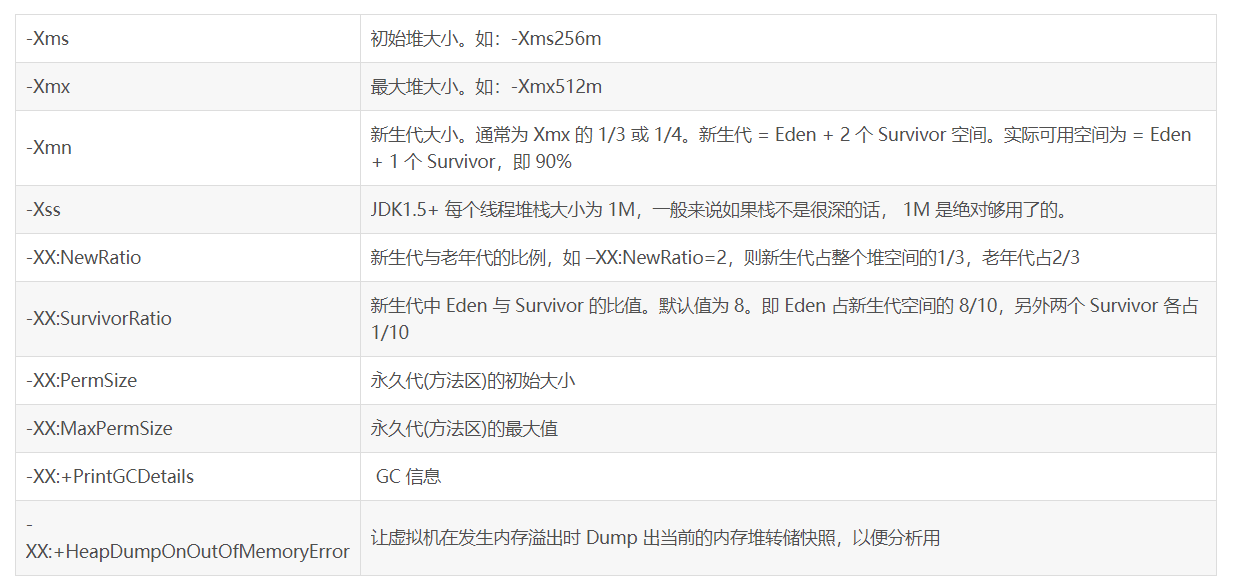 -Xms
初始堆大小。如：-Xms256m
-Xmx
最大堆大小。如：-Xmx512m
-Xmn
新生代大小。通常为 Xmx 的 1/3 或 1/4。新生代 = Eden + 2 个 Survivor 空间。实际可用空间为 = Eden
+ 1 个 Survivor，即 90%
-Xss
JDK1.5+ 每个线程堆栈大小为 1M，一般来说如果栈不是很深的话， 1M 是绝对够用了的。
-XX:NewRatio
新生代与老年代的比例，如 –XX:NewRatio=2，则新生代占整个堆空间的1/3，老年代占2/3
-XX:SurvivorRatio
新生代中 Eden 与 Survivor 的比值。默认值为 8。即 Eden 占新生代空间的 8/10，另外两个 Survivor 各占
1/10
-XX:PermSize
永久代(方法区)的初始大小
-XX:MaxPermSize
永久代(方法区)的最大值
-XX:+PrintGCDetails
GC 信息
-
XX:+HeapDumpOnOutOfMemoryError
让虚拟机在发生内存溢出时 Dump 出当前的内存堆转储快照，以便分析用